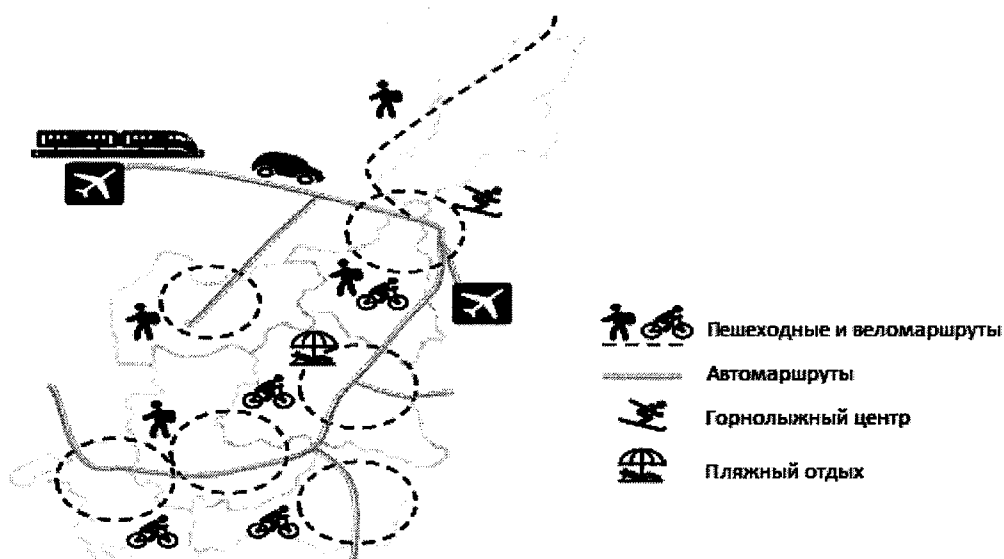 Пешеходные и веломаршруты
Автомаршруты
Горнолыжный центр
Пляжный отдых